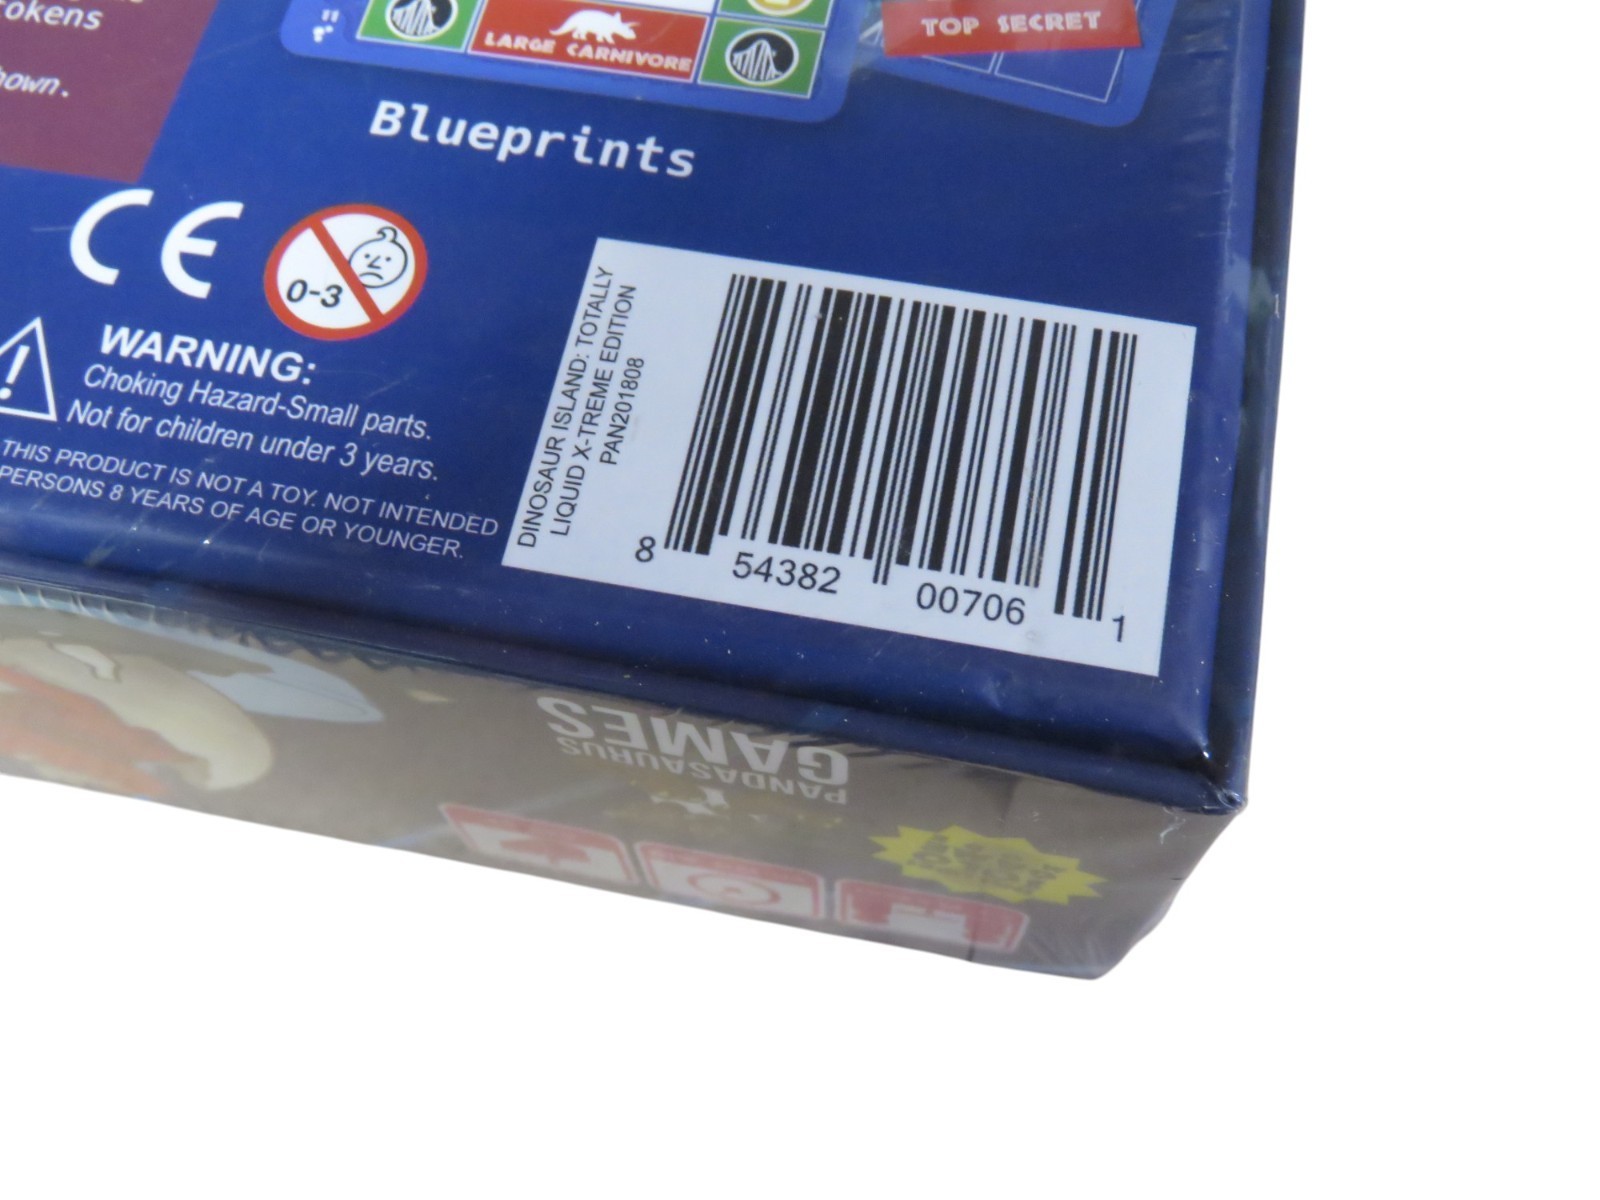 tokens
hown.
LARGE CARNIVORE
TOP SECRET
Blueprints
CE
0-3
WARNING:
Choking Hazard-Small parts.
Not for children under 3 years.
THIS PRODUCT IS NOT A TOY. NOT INTENDED
PERSONS 8 YEARS OF AGE OR YOUNGER.
DINOSAUR ISLAND: TOTALLY
LIQUID X-TREME EDITION
PAN201808
8 54382 00706 1
PANDASAURUS
GAMES